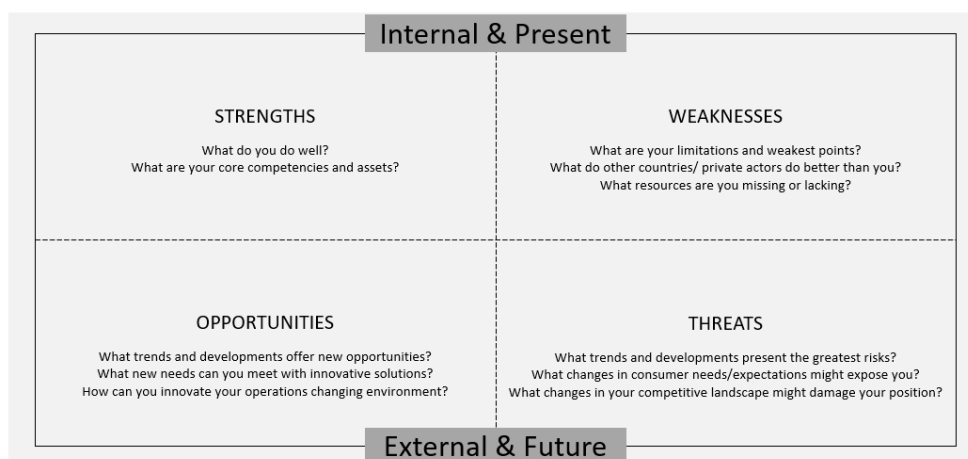 Internal & Present
STRENGTHS
What do you do well?
What are your core competencies and assets?
WEAKNESSES
What are your limitations and weakest points?
What do other countries/ private actors do better than you?
What resources are you missing or lacking?
OPPORTUNITIES
What trends and developments offer new opportunities?
What new needs can you meet with innovative solutions?
How can you innovate your operations changing environment?
THREATS
What trends and developments present the greatest risks?
What changes in consumer needs/expectations might expose you?
What changes in your competitive landscape might damage your position?
External & Future